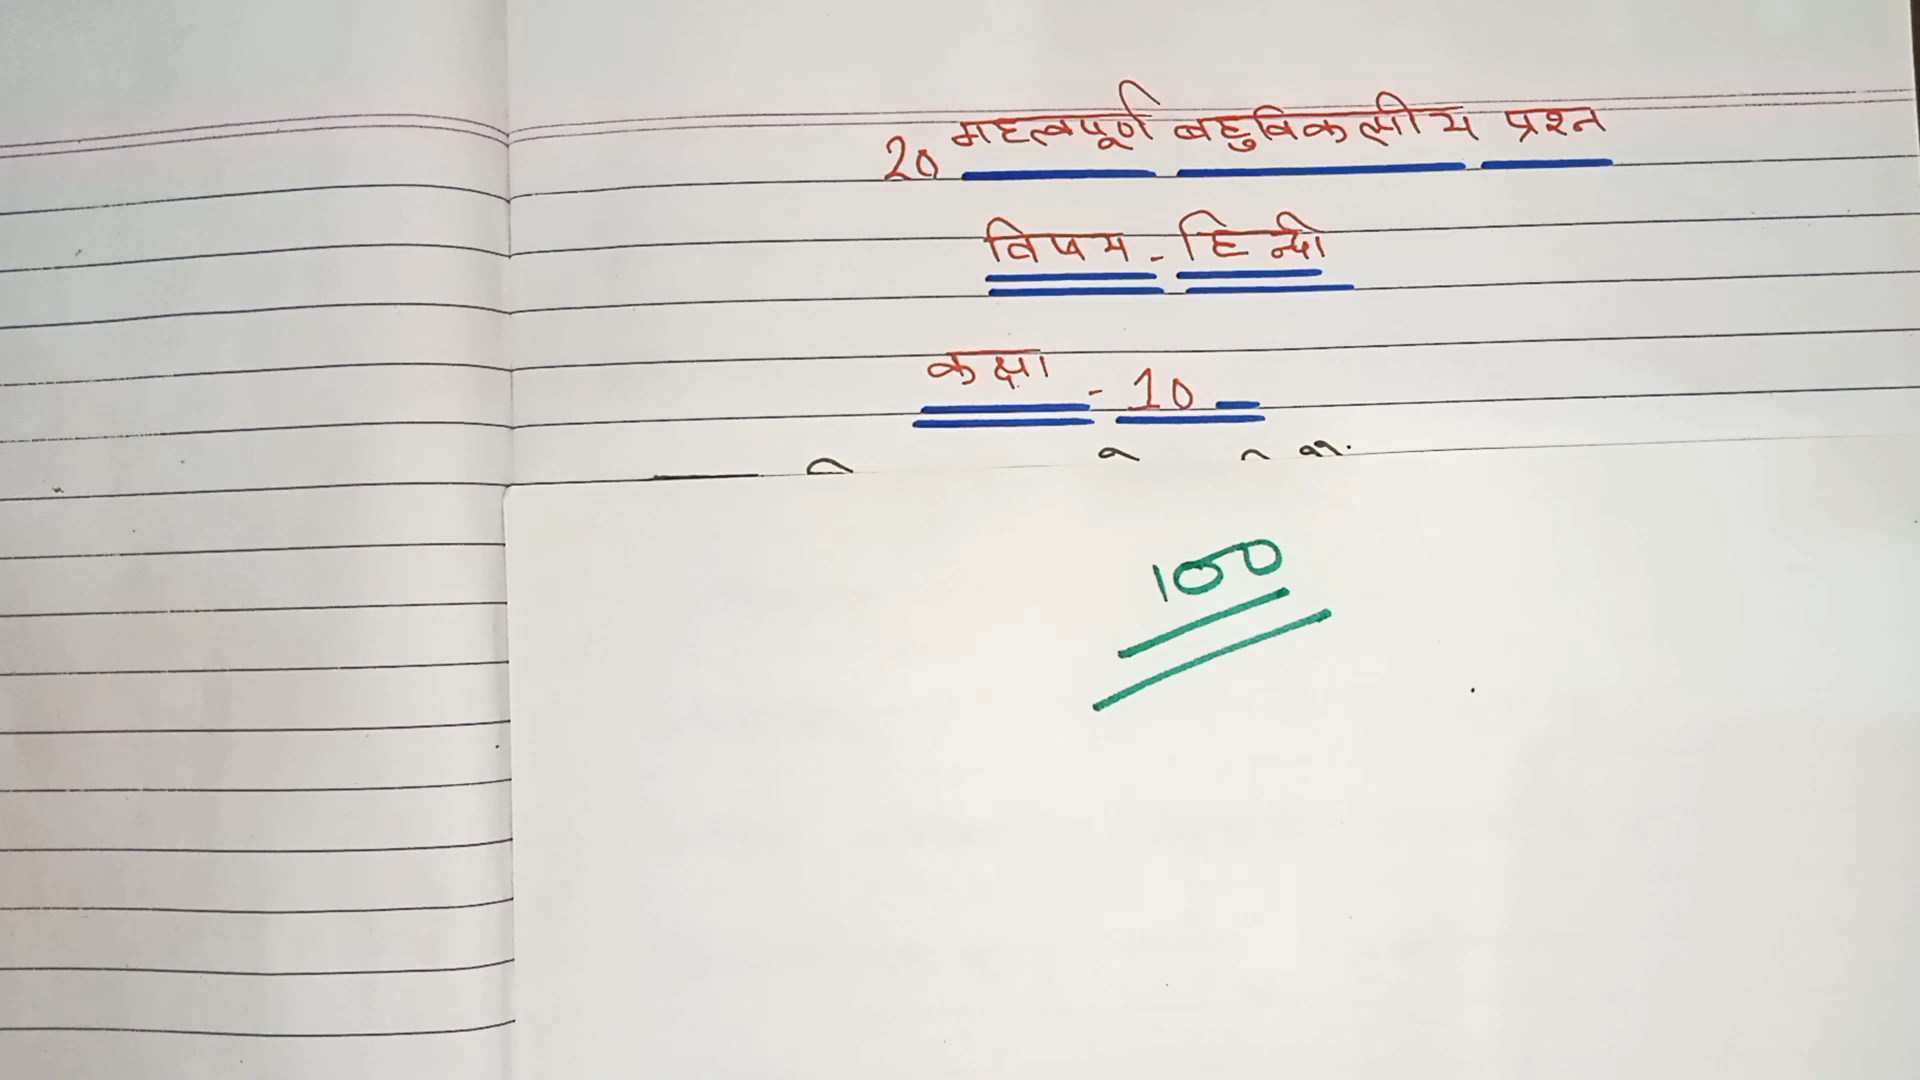 20 महत्वपूर्ण बहुविकल्पीय प्रश्न
विषय - हिन्दी
कक्षा - 10
100